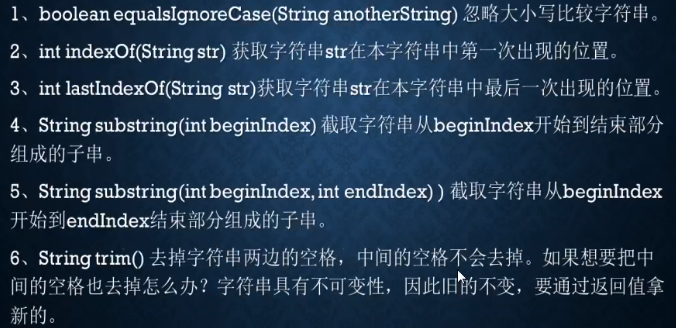 1、boolean equalsIgnoreCase(String anotherString) 忽略大小写比较字符串。
2、int indexOf(String str) 获取字符串str在本字符串中第一次出现的位置。
3、int lastIndexOf(String str)获取字符串str在本字符串中最后一次出现的位置。
4、String substring(int beginIndex) 截取字符串从beginIndex开始到结束部分
组成的子串。
5、String substring(int beginIndex, int endIndex) ) 截取字符串从beginIndex
开始到endIndex结束部分组成的子串。
6、String trim() 去掉字符串两边的空格，中间的空格不会去掉。如果想要把中
间的空格也去掉怎么办？字符串具有不可变性，因此旧的不变，要通过返回值拿
新的。